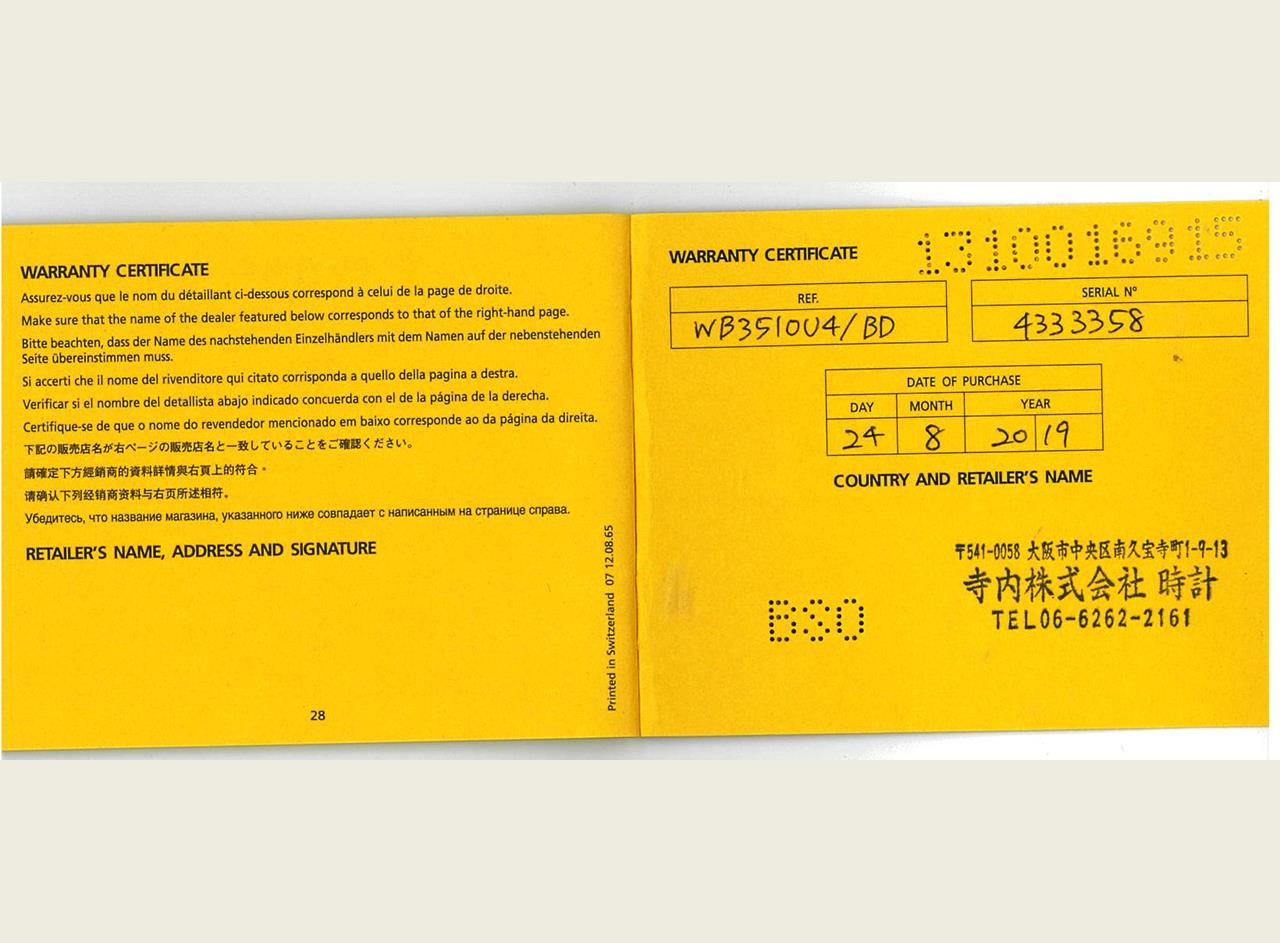 WARRANTY CERTIFICATE
Assurez-vous que le nom du détaillant ci-dessous correspond à celui de la page de droite.
Make sure that the name of the dealer featured below corresponds to that of the right-hand page.
Bitte beachten, dass der Name des nachstehenden Einzelhändlers mit dem Namen auf der nebenstehenden
Seite übereinstimmen muss.
Si accerti che il nome del rivenditore qui citato corrisponda a quello della pagina a destra.
Verificar si el nombre del detallista abajo indicado concuerda con el de la página de la derecha.
Certifique-se de que o nome do revendedor mencionado em baixo corresponde ao da página da direita.
下記の販売店名が右ページの販売店名と一致していることをご確認ください。
請確定下方經銷商的資料詳情與右頁上的符合。
请确认下列经销商资料与右页所述相符。
Убедитесь, что название магазина, указанного ниже совпадает с написанным на странице справа.
RETAILER'S NAME, ADDRESS AND SIGNATURE
28
Printed in Switzerland 07 12.08.65
WARRANTY CERTIFICATE
1310016915
REF.
WB3510U4/BD
SERIAL Nº
4333358
DATE OF PURCHASE
DAY MONTH YEAR
24 8 20 19
COUNTRY AND RETAILER'S NAME
〒541-0058 大阪市中央区南久宝寺町1-9-13
寺内株式会社 時計
TEL06-6262-2161
BSO